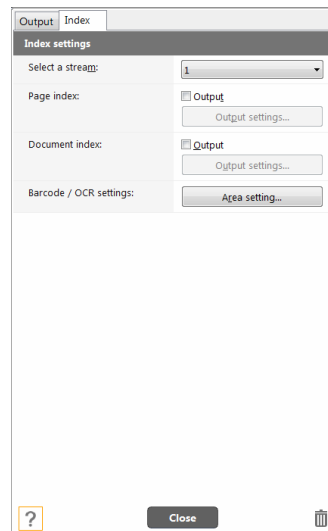 Output Index
Index settings
Select a stream: 1
Page index: Output
Output settings...
Document index: Output
Output settings...
Barcode / OCR settings: Area setting...
? Close